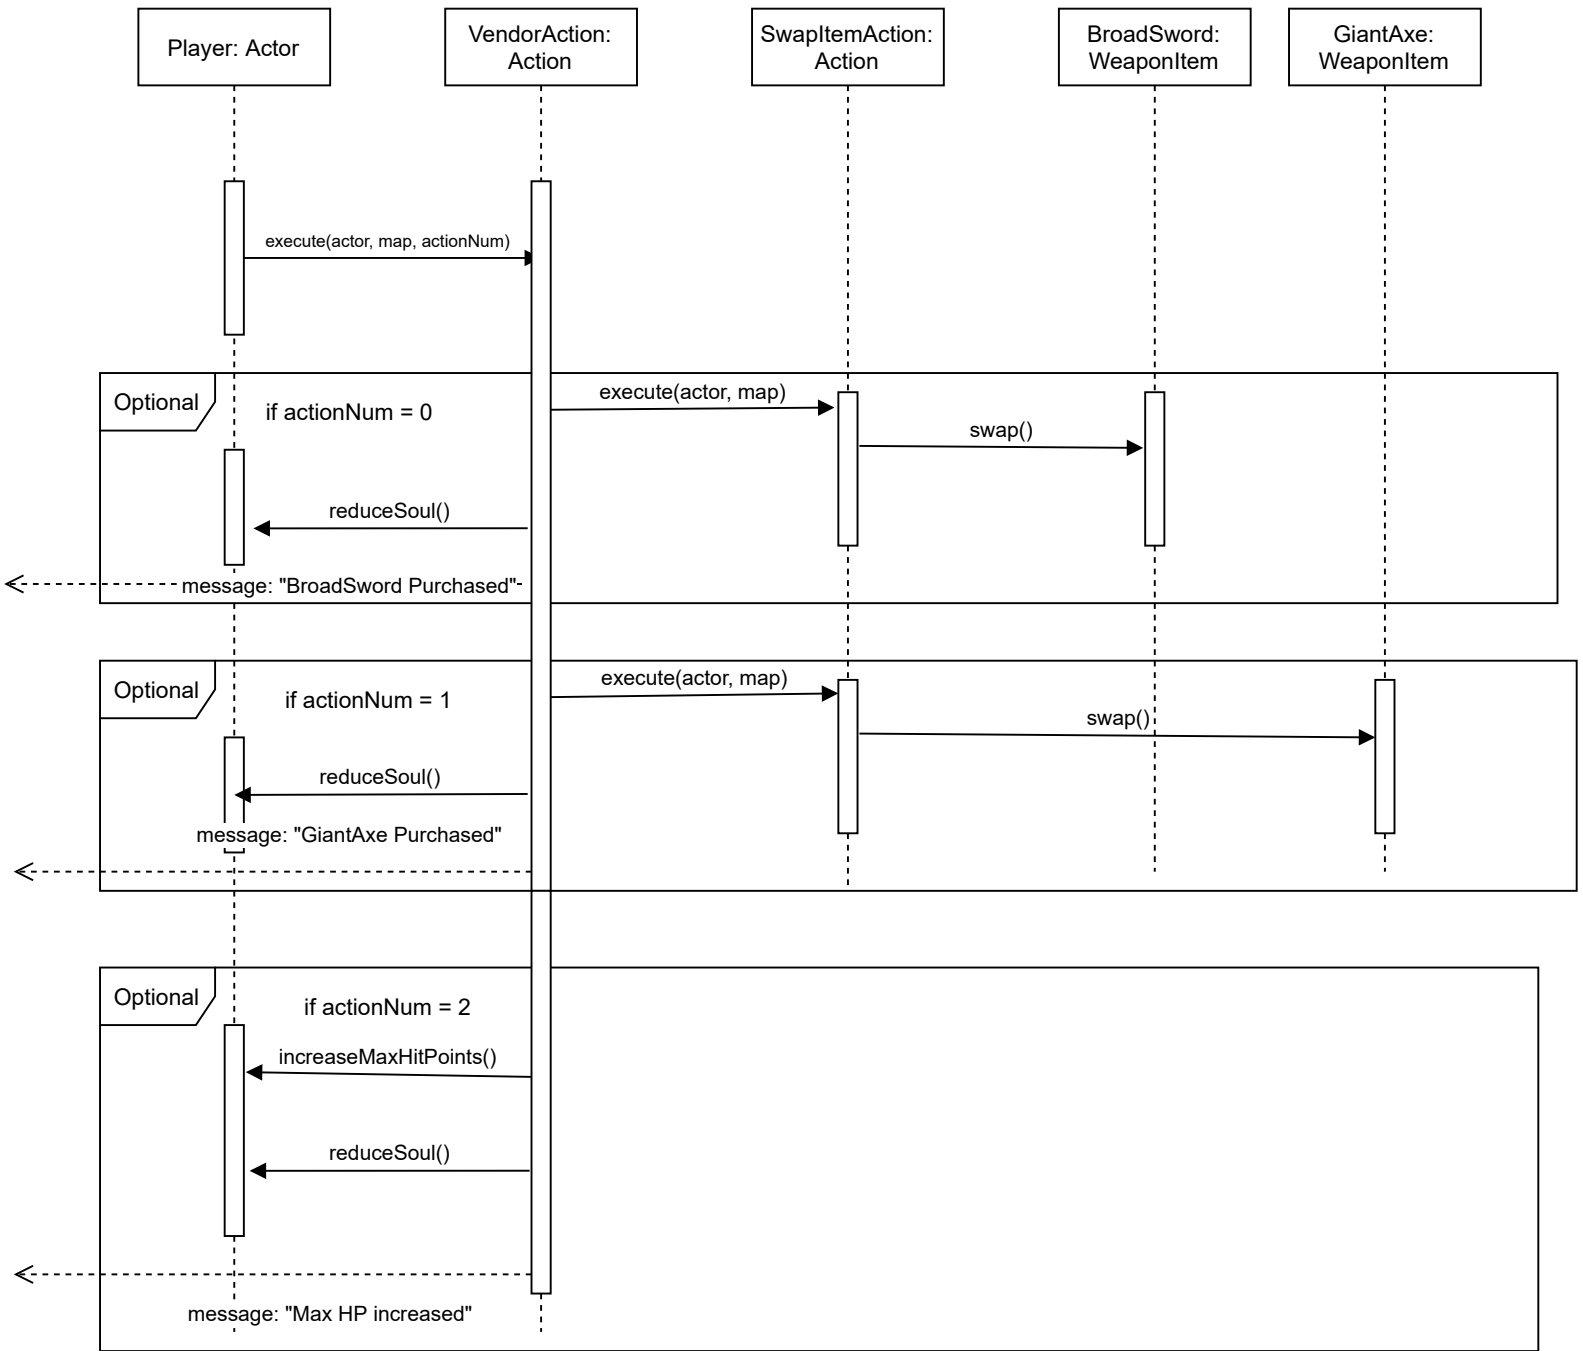 Player: Actor
VendorAction:
Action
SwapItemAction:
Action
BroadSword:
WeaponItem
GiantAxe:
WeaponItem
execute(actor, map, actionNum)
Optional
if actionNum = 0
execute(actor, map)
swap()
reduceSoul()
message: "BroadSword Purchased"
Optional
if actionNum = 1
execute(actor, map)
swap()
reduceSoul()
message: "GiantAxe Purchased"
Optional
if actionNum = 2
increaseMaxHitPoints()
reduceSoul()
message: "Max HP increased"